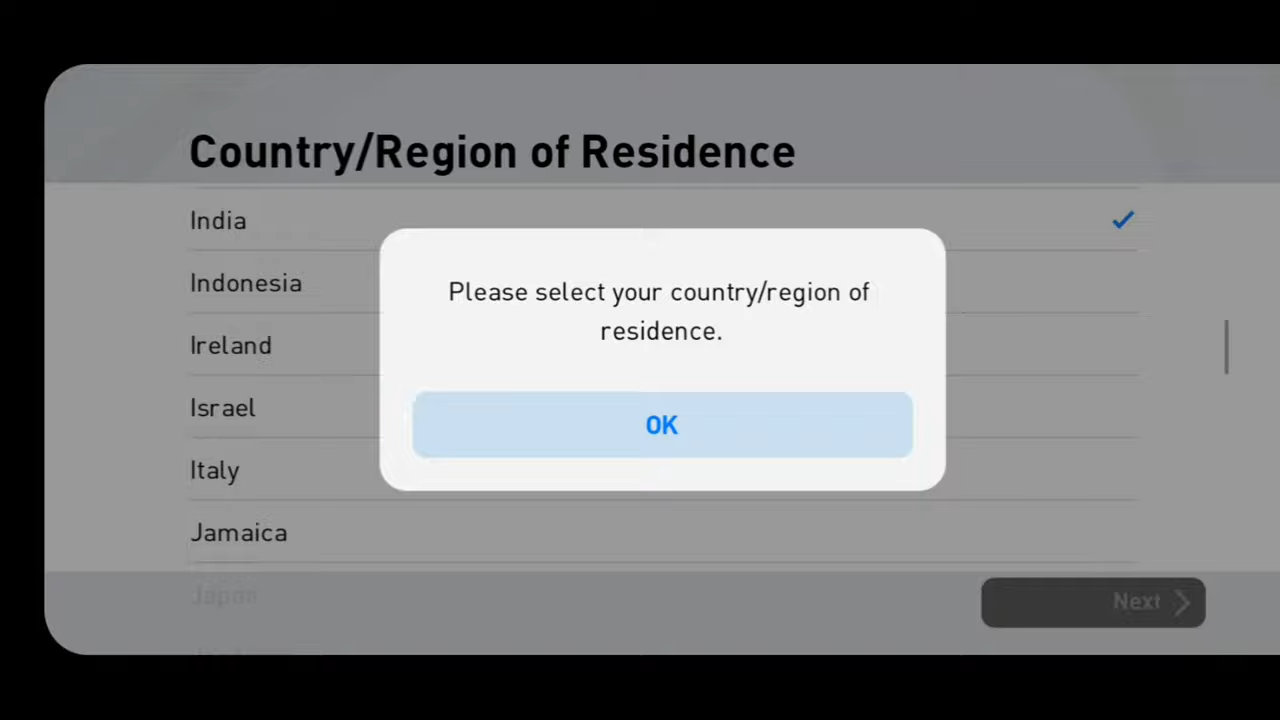 Country/Region of Residence
India
Indonesia
Ireland
Israel
Italy
Jamaica
Japan
Please select your country/region of
residence.
OK
Next